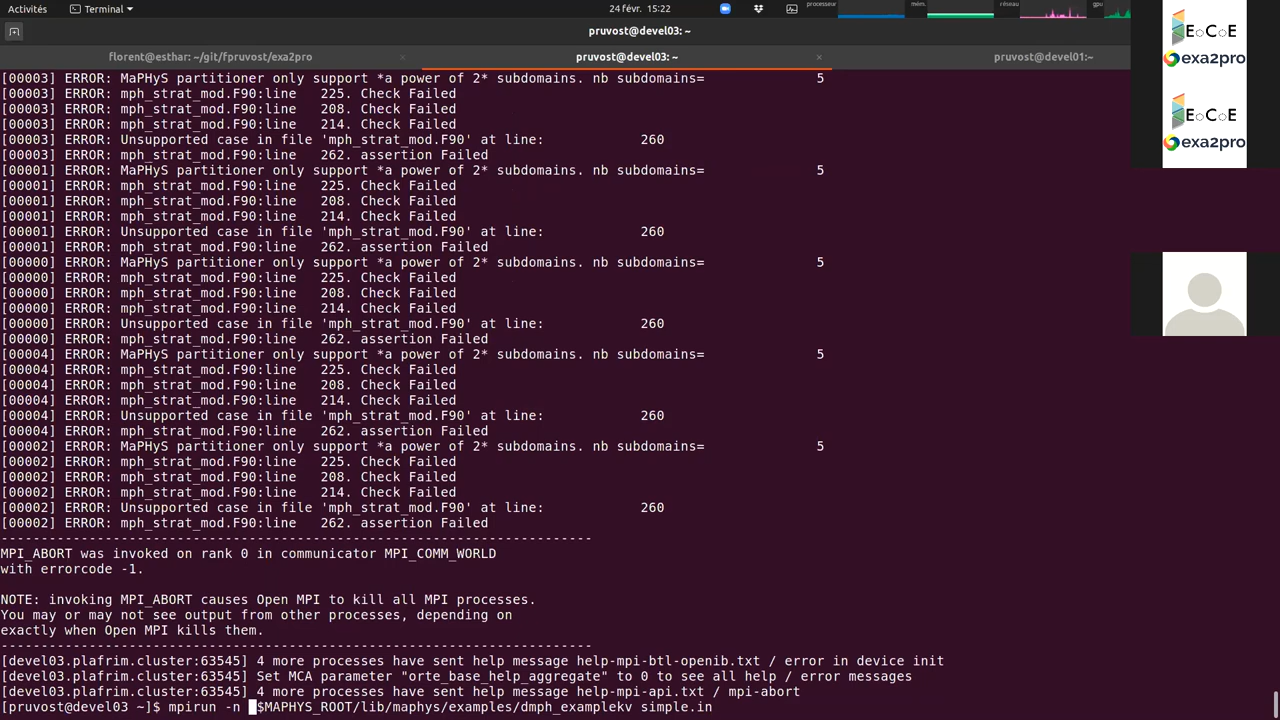 Activités
Terminal
24 févr. 15:22
processeur
mém.
réseau
gpu
pruvost@devel03: ~
florent@esthar: ~/git/fpruvost/exa2pro
pruvost@devel03: ~
pruvost@devel01:~
[00003] ERROR: MaPHyS partitioner only support *a power of 2* subdomains. nb subdomains= 5
[00003] ERROR: mph_strat_mod.F90:line 225. Check Failed
[00003] ERROR: mph_strat_mod.F90:line 208. Check Failed
[00003] ERROR: mph_strat_mod.F90:line 214. Check Failed
[00003] ERROR: Unsupported case in file 'mph_strat_mod.F90' at line: 260
[00003] ERROR: mph_strat_mod.F90:line 262. assertion Failed
[00001] ERROR: MaPHyS partitioner only support *a power of 2* subdomains. nb subdomains= 5
[00001] ERROR: mph_strat_mod.F90:line 225. Check Failed
[00001] ERROR: mph_strat_mod.F90:line 208. Check Failed
[00001] ERROR: mph_strat_mod.F90:line 214. Check Failed
[00001] ERROR: Unsupported case in file 'mph_strat_mod.F90' at line: 260
[00001] ERROR: mph_strat_mod.F90:line 262. assertion Failed
[00000] ERROR: MaPHyS partitioner only support *a power of 2* subdomains. nb subdomains= 5
[00000] ERROR: mph_strat_mod.F90:line 225. Check Failed
[00000] ERROR: mph_strat_mod.F90:line 208. Check Failed
[00000] ERROR: mph_strat_mod.F90:line 214. Check Failed
[00000] ERROR: Unsupported case in file 'mph_strat_mod.F90' at line: 260
[00000] ERROR: mph_strat_mod.F90:line 262. assertion Failed
[00004] ERROR: MaPHyS partitioner only support *a power of 2* subdomains. nb subdomains= 5
[00004] ERROR: mph_strat_mod.F90:line 225. Check Failed
[00004] ERROR: mph_strat_mod.F90:line 208. Check Failed
[00004] ERROR: mph_strat_mod.F90:line 214. Check Failed
[00004] ERROR: Unsupported case in file 'mph_strat_mod.F90' at line: 260
[00004] ERROR: mph_strat_mod.F90:line 262. assertion Failed
[00002] ERROR: MaPHyS partitioner only support *a power of 2* subdomains. nb subdomains= 5
[00002] ERROR: mph_strat_mod.F90:line 225. Check Failed
[00002] ERROR: mph_strat_mod.F90:line 208. Check Failed
[00002] ERROR: mph_strat_mod.F90:line 214. Check Failed
[00002] ERROR: Unsupported case in file 'mph_strat_mod.F90' at line: 260
[00002] ERROR: mph_strat_mod.F90:line 262. assertion Failed
--------------------------------------------------------------------------
MPI_ABORT was invoked on rank 0 in communicator MPI_COMM_WORLD
with errorcode -1.
NOTE: invoking MPI_ABORT causes Open MPI to kill all MPI processes.
You may or may not see output from other processes, depending on
exactly when Open MPI kills them.
--------------------------------------------------------------------------
[devel03.plafrim.cluster:63545] 4 more processes have sent help message help-mpi-btl-openib.txt / error in device init
[devel03.plafrim.cluster:63545] Set MCA parameter "orte_base_help_aggregate" to 0 to see all help / error messages
[devel03.plafrim.cluster:63545] 4 more processes have sent help message help-mpi-api.txt / mpi-abort
[pruvost@devel03 ~]$ mpirun -n $MAPHYS_ROOT/lib/maphys/examples/dmph_examplekv simple.in
EoCoE
exa2pro
EoCoE
exa2pro